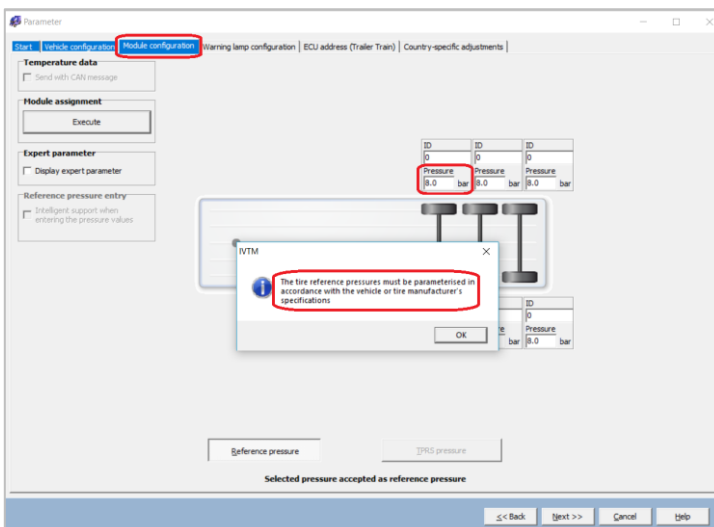 Parameter
Start | Vehicle configuration | Module configuration | Warning lamp configuration | ECU address (Trailer Train) | Country-specific adjustments |
Temperature data
Send with CAN message
Module assignment
Execute
Expert parameter
Display expert parameter
Reference pressure entry
Intelligent support when
entering the pressure values
ID ID ID
0 0 0
Pressure Pressure Pressure
8.0 bar 8.0 bar 8.0 bar
IVTM
The tire reference pressures must be parameterised in
accordance with the vehicle or tire manufacturer's
specifications
OK
ID
0
Pressure
bar 8.0 bar
Reference pressure TPRS pressure
Selected pressure accepted as reference pressure
<< Back Next >> Cancel Help